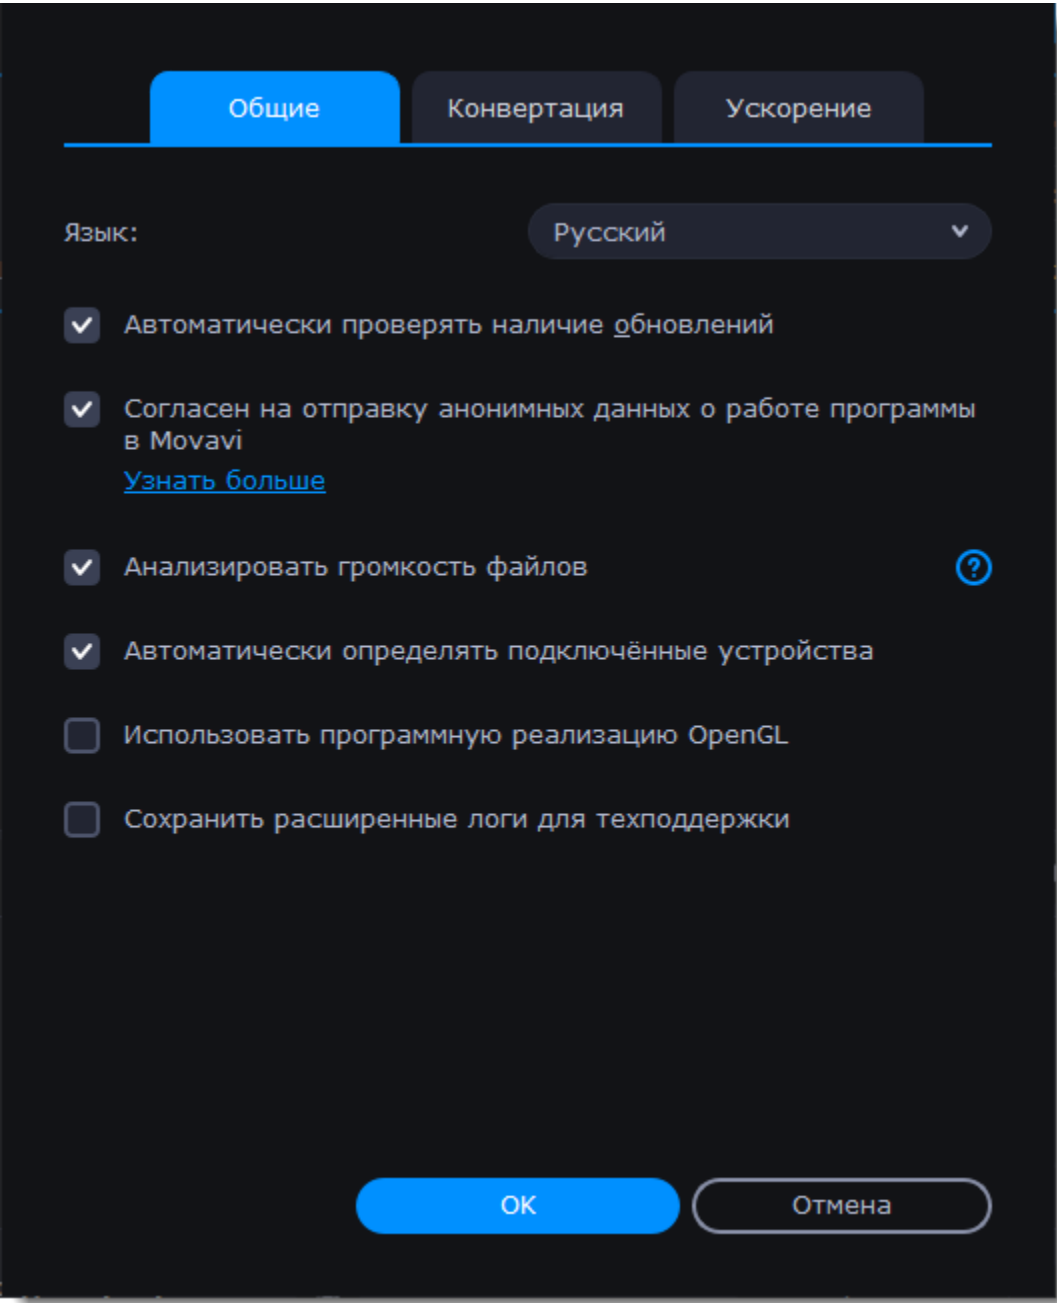 Общие
Конвертация
Ускорение
Язык:
Русский
Автоматически проверять наличие обновлений
Согласен на отправку анонимных данных о работе программы
в Movavi
Узнать больше
Анализировать громкость файлов
?
Автоматически определять подключённые устройства
Использовать программную реализацию OpenGL
Сохранить расширенные логи для техподдержки
OK
Отмена